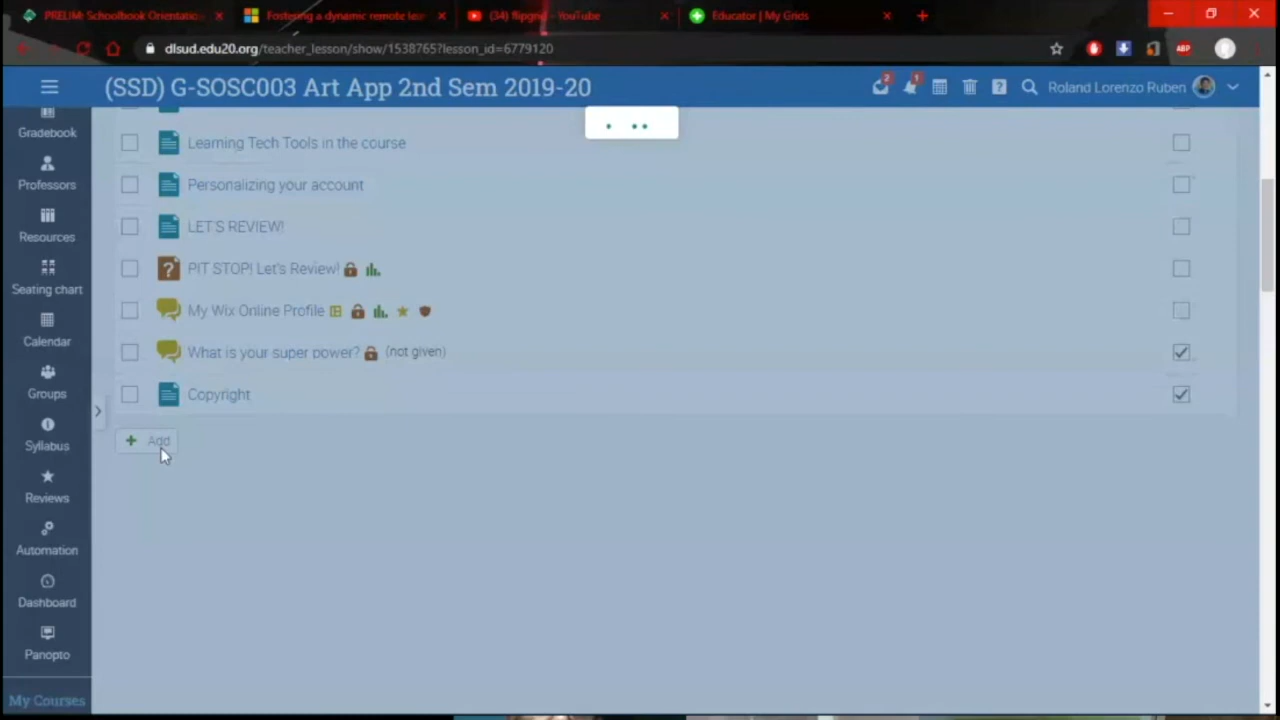 PRELIM: Schoolbook Orientatio
Fostering a dynamic remote lea
(34) flipgrid - YouTube
Educator | My Grids
dlsud.edu20.org/teacher_lesson/show/1538765?lesson_id=6779120
ABP
(SSD) G-SOSC003 Art App 2nd Sem 2019-20
2
1
Roland Lorenzo Ruben
Gradebook
Professors
Resources
Seating chart
Calendar
Groups
Syllabus
Reviews
Automation
Dashboard
Panopto
My Courses
Learning Tech Tools in the course
Personalizing your account
LET'S REVIEW!
PIT STOP! Let's Review!
My Wix Online Profile
What is your super power? (not given)
Copyright
+ Add